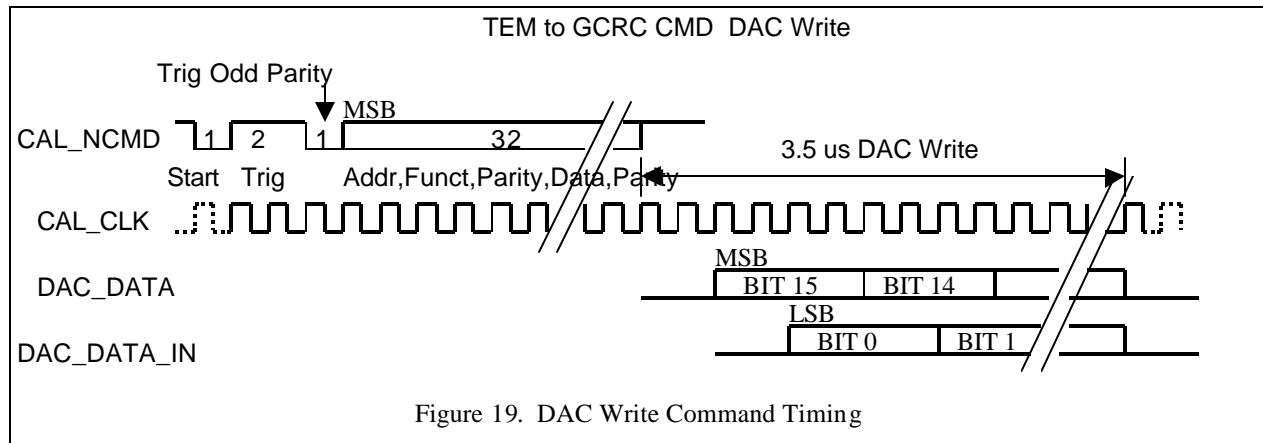 TEM to GCRC CMD DAC Write
Trig Odd Parity
MSB
CAL_NCMD 1 2 1 32
3.5 us DAC Write
Start Trig Addr,Funct,Parity,Data,Parity
CAL_CLK
MSB
DAC_DATA BIT 15 BIT 14
LSB
DAC_DATA_IN BIT 0 BIT 1
Figure 19. DAC Write Command Timing